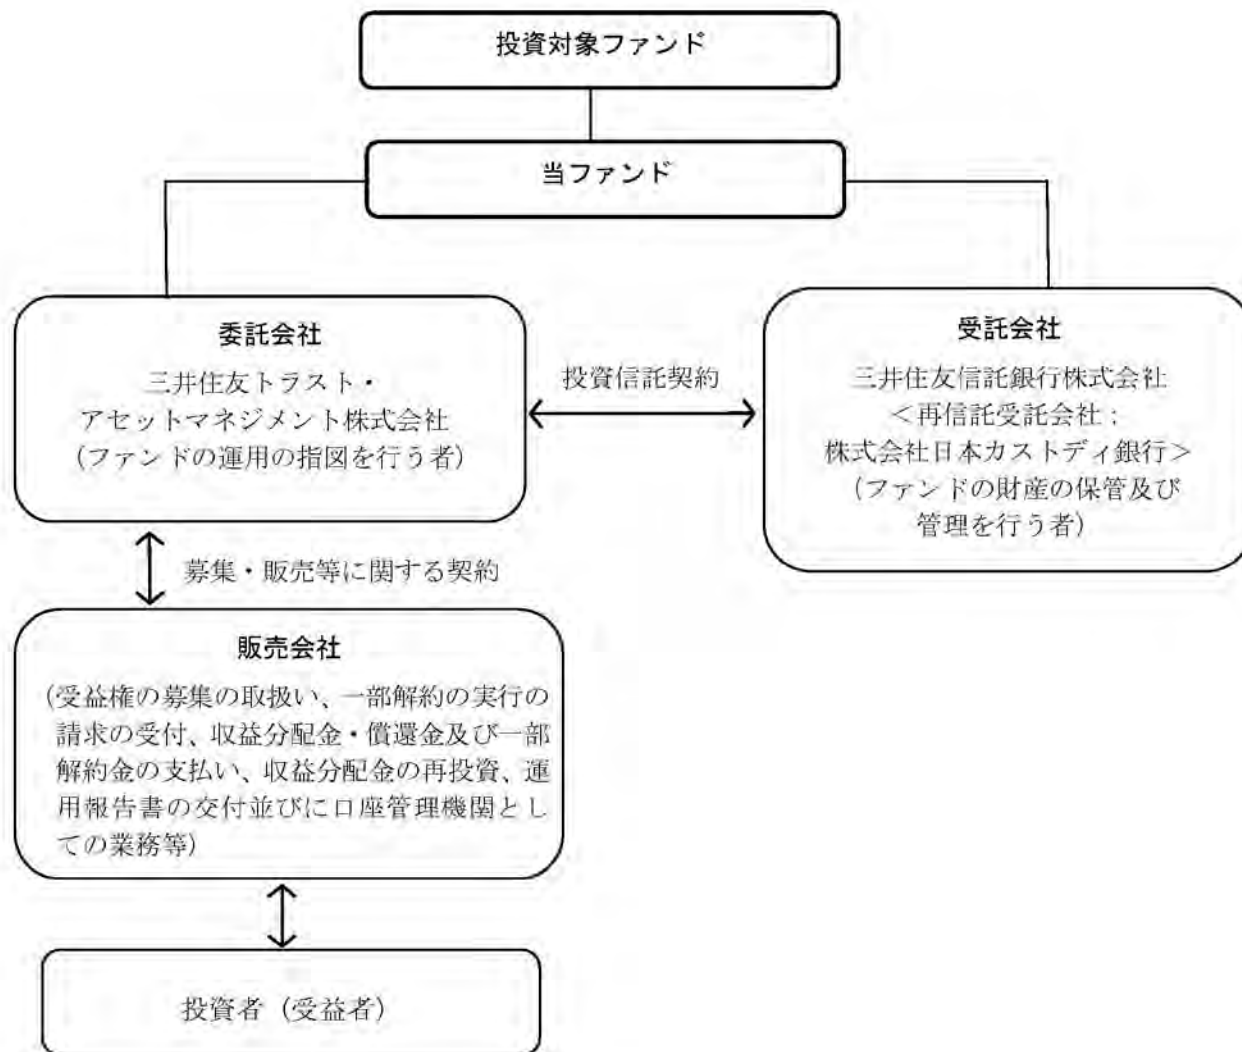 投資対象ファンド
当ファンド
委託会社
三井住友トラスト・
アセットマネジメント株式会社
（ファンドの運用の指図を行う者）
投資信託契約
受託会社
三井住友信託銀行株式会社
＜再信託受託会社：
株式会社日本カストディ銀行＞
（ファンドの財産の保管及び
管理を行う者）
募集・販売等に関する契約
販売会社
（受益権の募集の取扱い、一部解約の実行の
請求の受付、収益分配金・償還金及び一部
解約金の支払い、収益分配金の再投資、運
用報告書の交付並びに口座管理機関とし
ての業務等）
投資者（受益者）